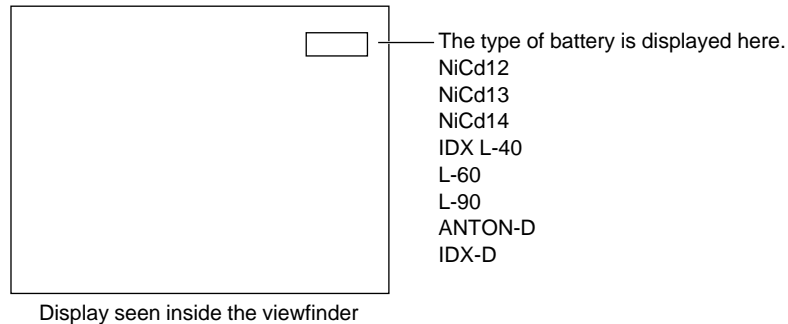 The type of battery is displayed here.
NiCd12
NiCd13
NiCd14
IDX L-40
L-60
L-90
ANTON-D
IDX-D
Display seen inside the viewfinder